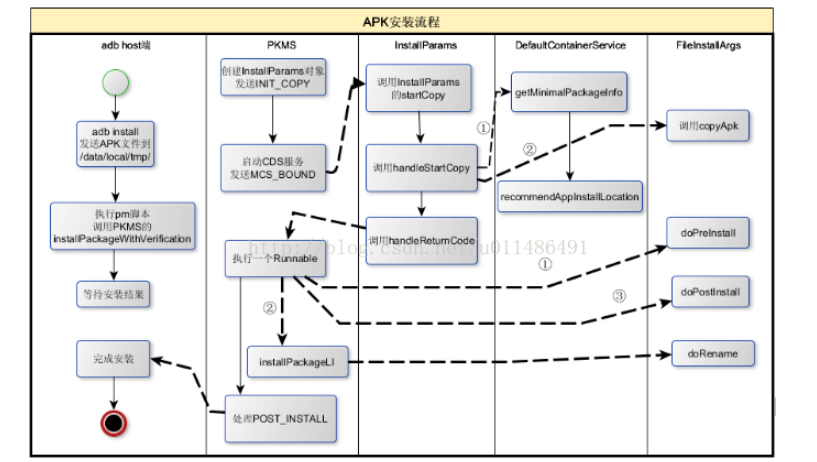 APK安装流程
adb host端
PKMS
InstallParams
DefaultContainerService
FileInstallArgs
创建InstallParams对象
发送INIT_COPY
调用InstallParams
的startCopy
getMinimalPackageInfo
adb install
发送APK文件到
/data/local/tmp/
①
②
调用copyApk
启动CDS服务
发送MCS_BOUND
调用handleStartCopy
recommendAppInstallLocation
执行pm脚本
调用PKMS的
installPackageWithVerification
调用handleReturnCode
doPreInstall
http://blog.csdn.net/u011486491
执行一个Runnable
①
等待安装结果
②
③
doPostInstall
完成安装
installPackageLI
doRename
处理POST_INSTALL